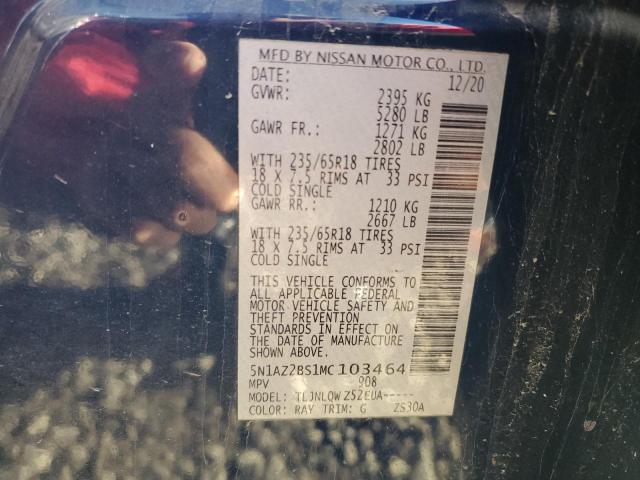 MFD BY NISSAN MOTOR CO., LTD.
DATE: 12/20
GVWR: 2395 KG
5280 LB
GAWR FR.: 1271 KG
2802 LB
WITH 235/65R18 TIRES
18 X 7.5 RIMS AT 33 PSI
COLD SINGLE
GAWR RR.: 1210 KG
2667 LB
WITH 235/65R18 TIRES
18 X 7.5 RIMS AT 33 PSI
COLD SINGLE
THIS VEHICLE CONFORMS TO
ALL APPLICABLE FEDERAL
MOTOR VEHICLE SAFETY AND
THEFT PREVENTION
STANDARDS IN EFFECT ON
THE DATE OF MANUFACTURE
SHOWN ABOVE.
5N1AZ2BS1MC103464
MPV 908
MODEL: TLJNLQW Z52EUA-----
COLOR: RAY TRIM: G ZS30A